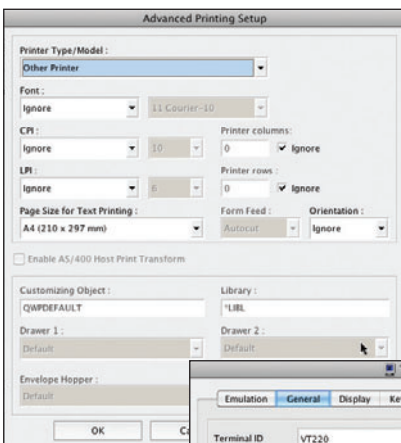 Advanced Printing Setup
Printer Type/Model :
Other Printer
Font :
Ignore 11 Courier-10
CPI : Printer columns:
Ignore 10 0 Ignore
LPI : Printer rows :
Ignore 6 0 Ignore
Page Size for Text Printing : Form Feed : Orientation :
A4 (210 x 297 mm) Autocut Ignore
Enable AS/400 Host Print Transform
Customizing Object : Library :
QWPDEFAULT *LIBL
Drawer 1 : Drawer 2 :
Default Default
Envelope Hopper :
Default
OK
Emulation General Display
Terminal ID VT220